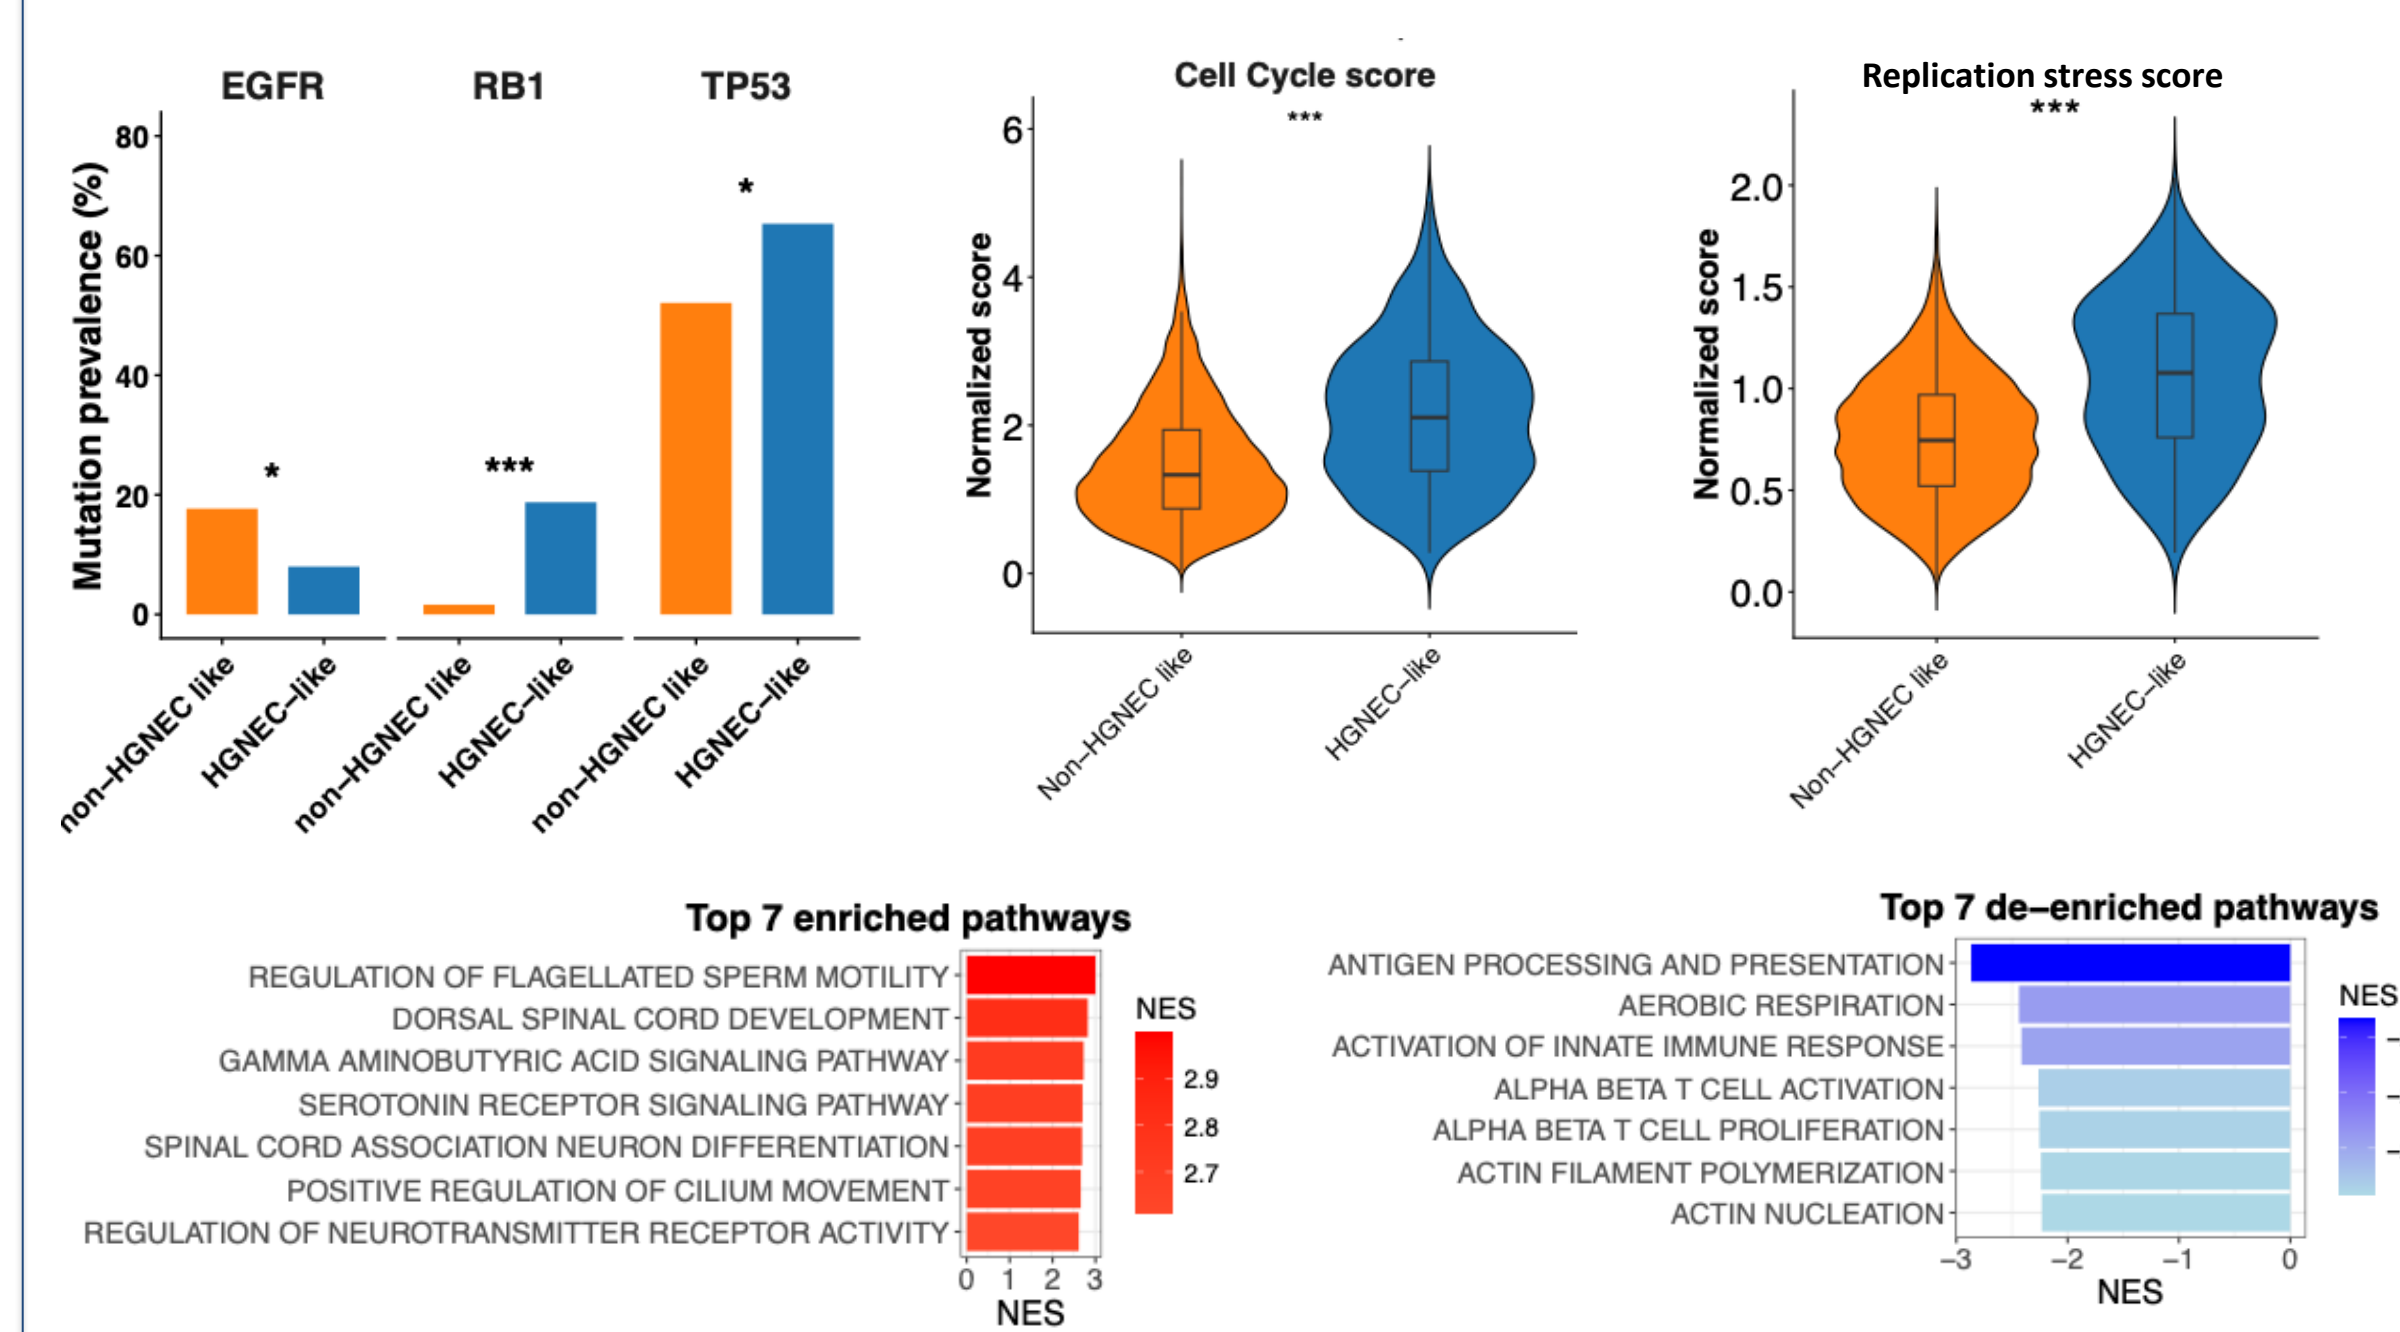 EGFR RB1 TP53
Mutation prevalence (%)
80
60
40
20
0
*
***
*
non–HGNEC like
HGNEC–like
non–HGNEC like
HGNEC–like
non–HGNEC like
HGNEC–like
Cell Cycle score
***
Normalized score
6
4
2
0
Non–HGNEC like
HGNEC–like
Replication stress score
***
Normalized score
2.0
1.5
1.0
0.5
0.0
Non–HGNEC like
HGNEC–like
Top 7 enriched pathways
REGULATION OF FLAGELLATED SPERM MOTILITY
DORSAL SPINAL CORD DEVELOPMENT
GAMMA AMINOBUTYRIC ACID SIGNALING PATHWAY
SEROTONIN RECEPTOR SIGNALING PATHWAY
SPINAL CORD ASSOCIATION NEURON DIFFERENTIATION
POSITIVE REGULATION OF CILIUM MOVEMENT
REGULATION OF NEUROTRANSMITTER RECEPTOR ACTIVITY
0 1 2 3
NES
NES
2.9
2.8
2.7
Top 7 de–enriched pathways
ANTIGEN PROCESSING AND PRESENTATION
AEROBIC RESPIRATION
ACTIVATION OF INNATE IMMUNE RESPONSE
ALPHA BETA T CELL ACTIVATION
ALPHA BETA T CELL PROLIFERATION
ACTIN FILAMENT POLYMERIZATION
ACTIN NUCLEATION
−3 −2 −1 0
NES
NES